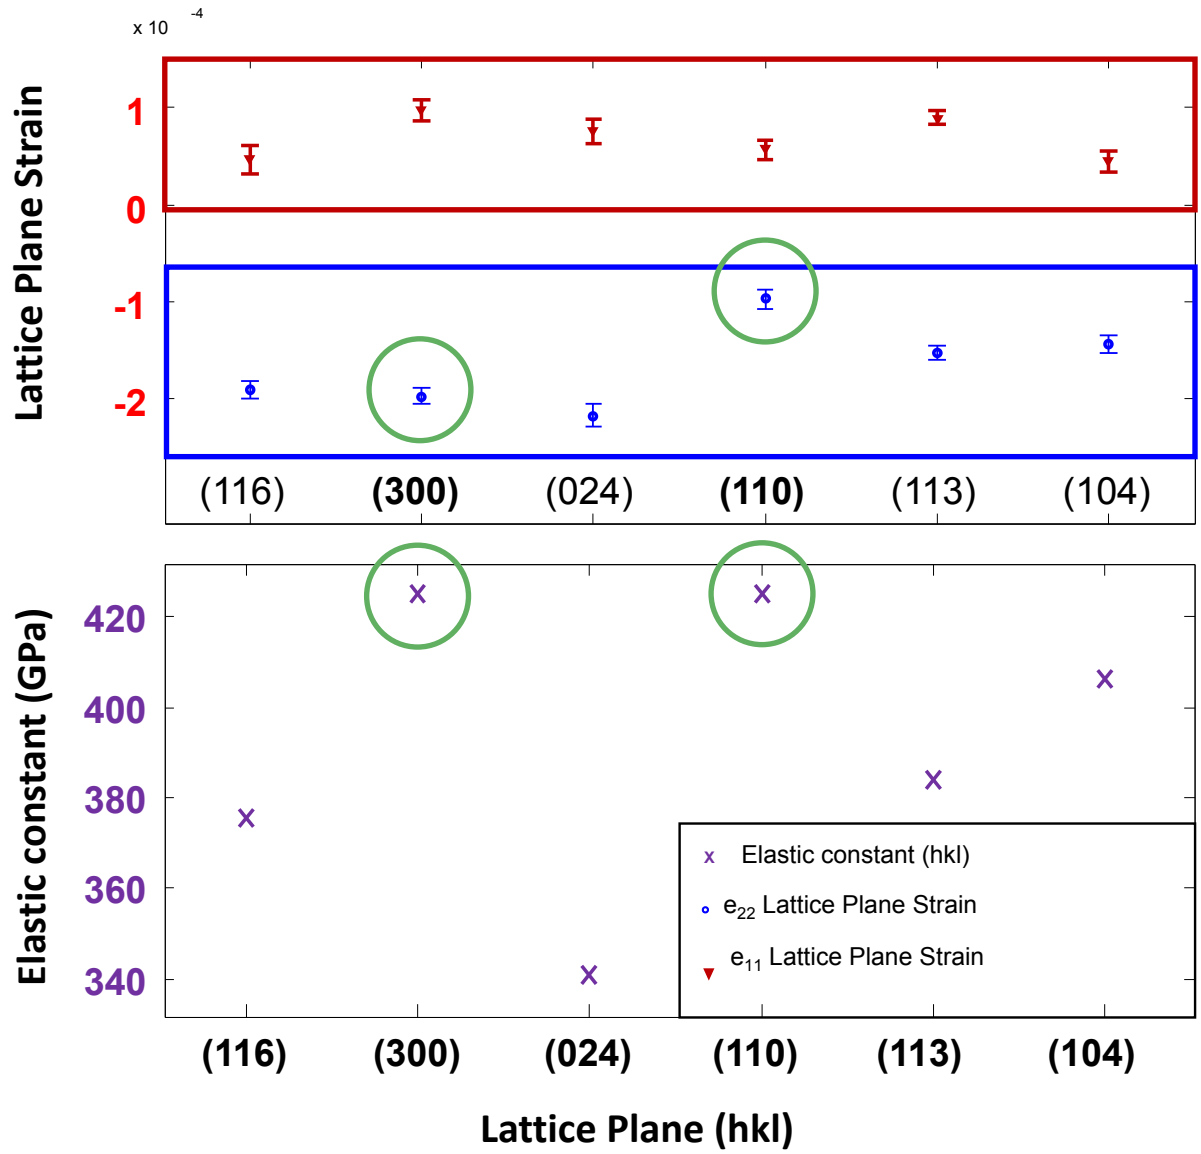 x 10 -4
Lattice Plane Strain
1
0
-1
-2
(116) (300) (024) (110) (113) (104)
Elastic constant (GPa)
420
400
380
360
340
x Elastic constant (hkl)
e22 Lattice Plane Strain
e11 Lattice Plane Strain
(116) (300) (024) (110) (113) (104)
Lattice Plane (hkl)